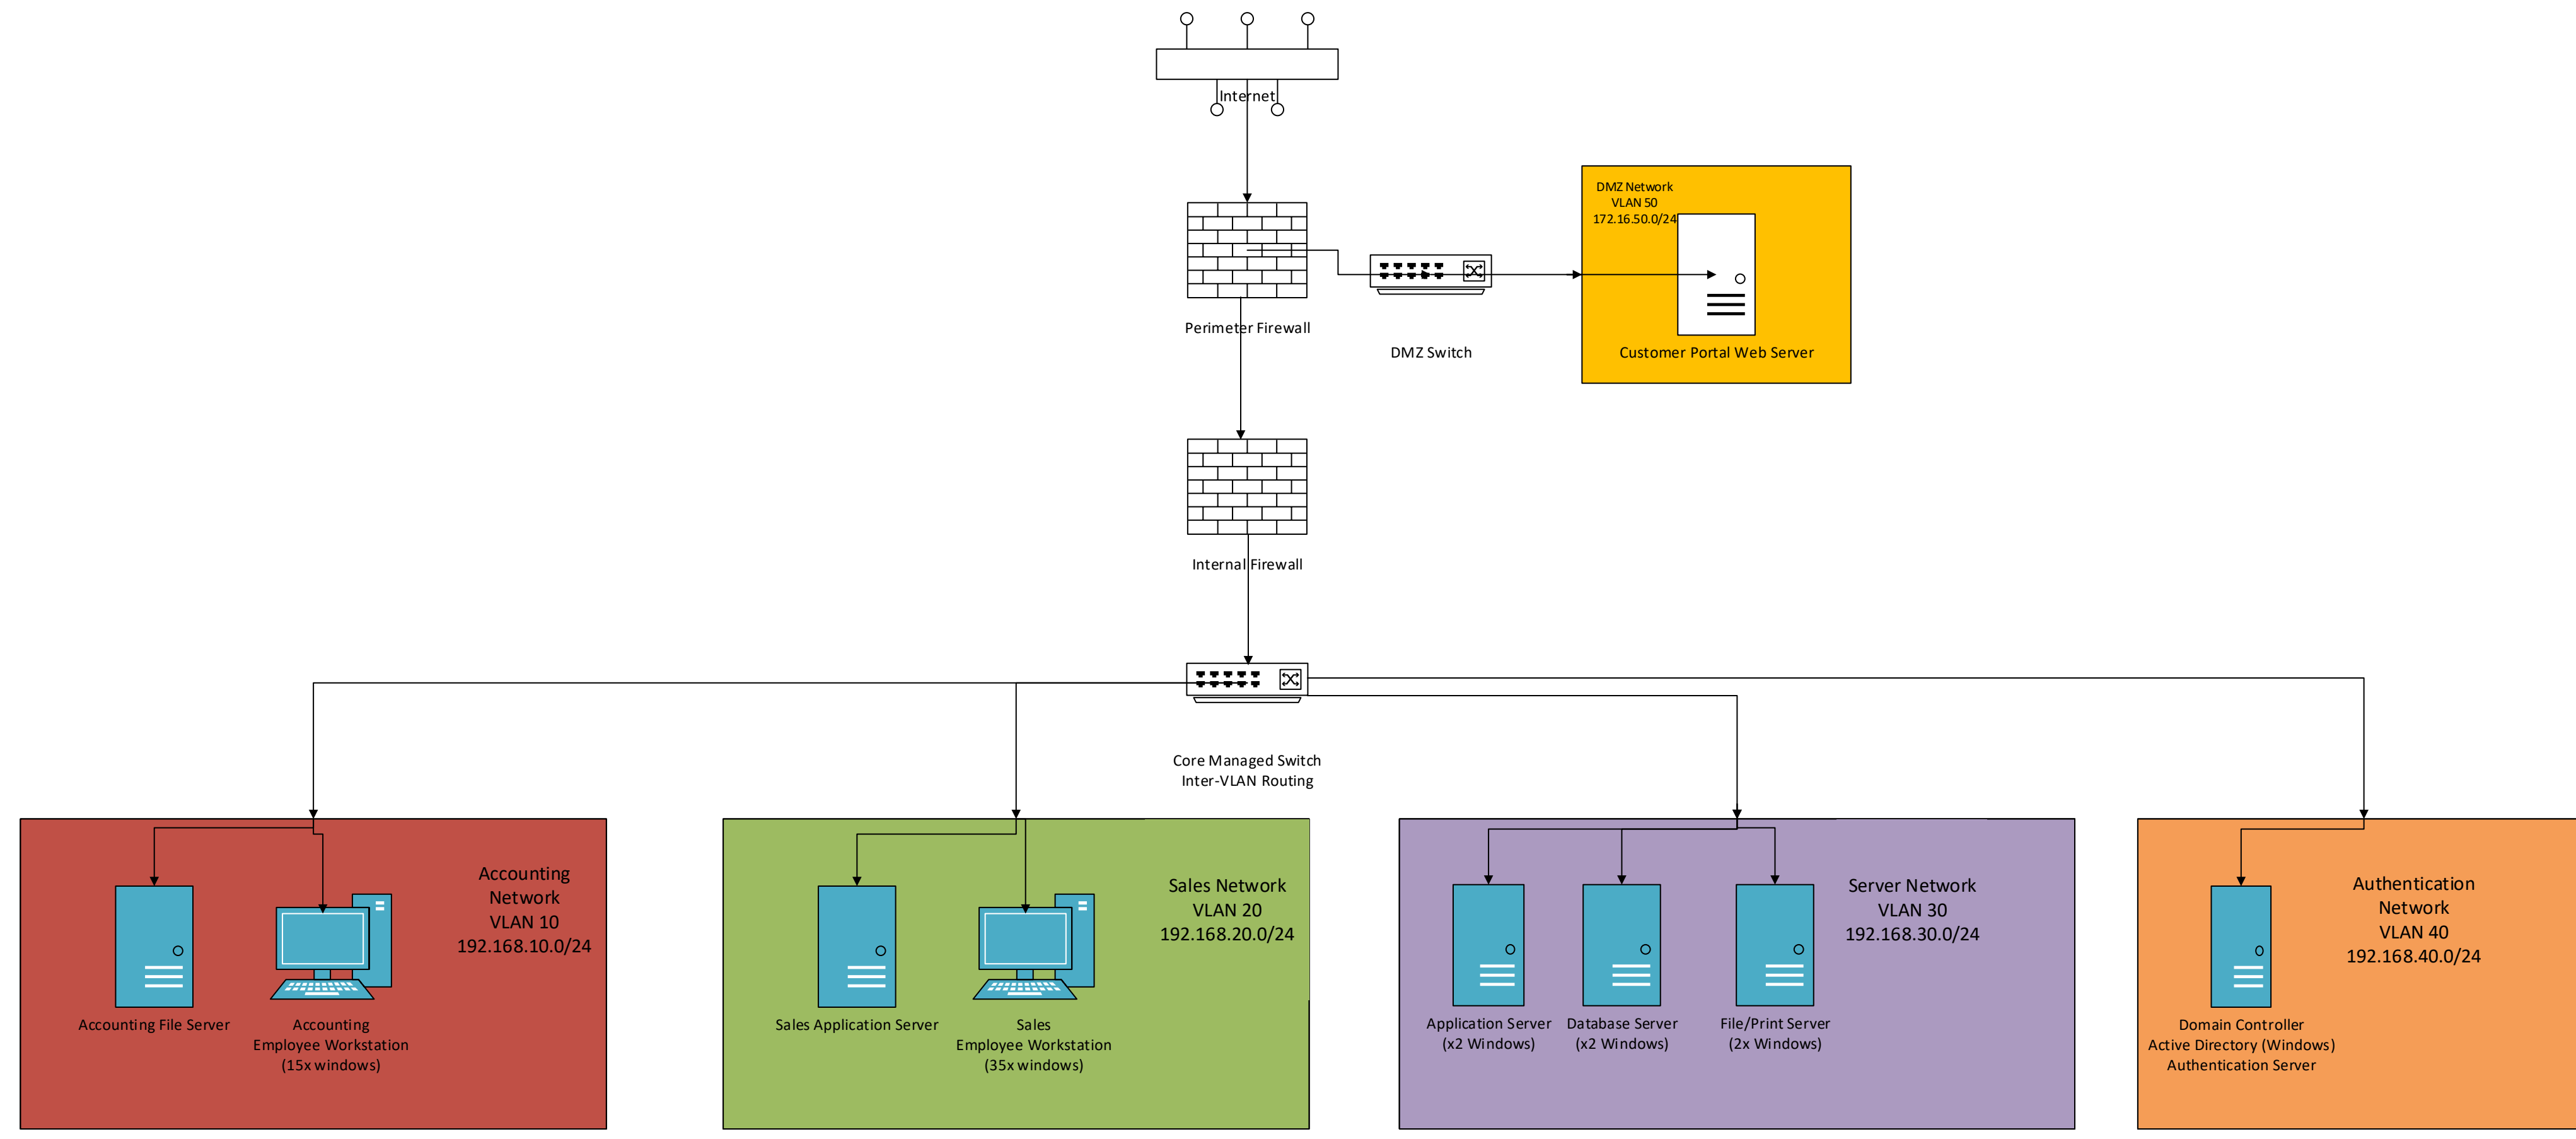 Internet
DMZ Network
VLAN 50
172.16.50.0/24
Perimeter Firewall
DMZ Switch
Customer Portal Web Server
Internal Firewall
Core Managed Switch
Inter-VLAN Routing
Accounting
Network
VLAN 10
192.168.10.0/24
Accounting File Server
Accounting
Employee Workstation
(15x windows)
Sales Network
VLAN 20
192.168.20.0/24
Sales Application Server
Sales
Employee Workstation
(35x windows)
Server Network
VLAN 30
192.168.30.0/24
Application Server
(x2 Windows)
Database Server
(x2 Windows)
File/Print Server
(2x Windows)
Authentication
Network
VLAN 40
192.168.40.0/24
Domain Controller
Active Directory (Windows)
Authentication Server